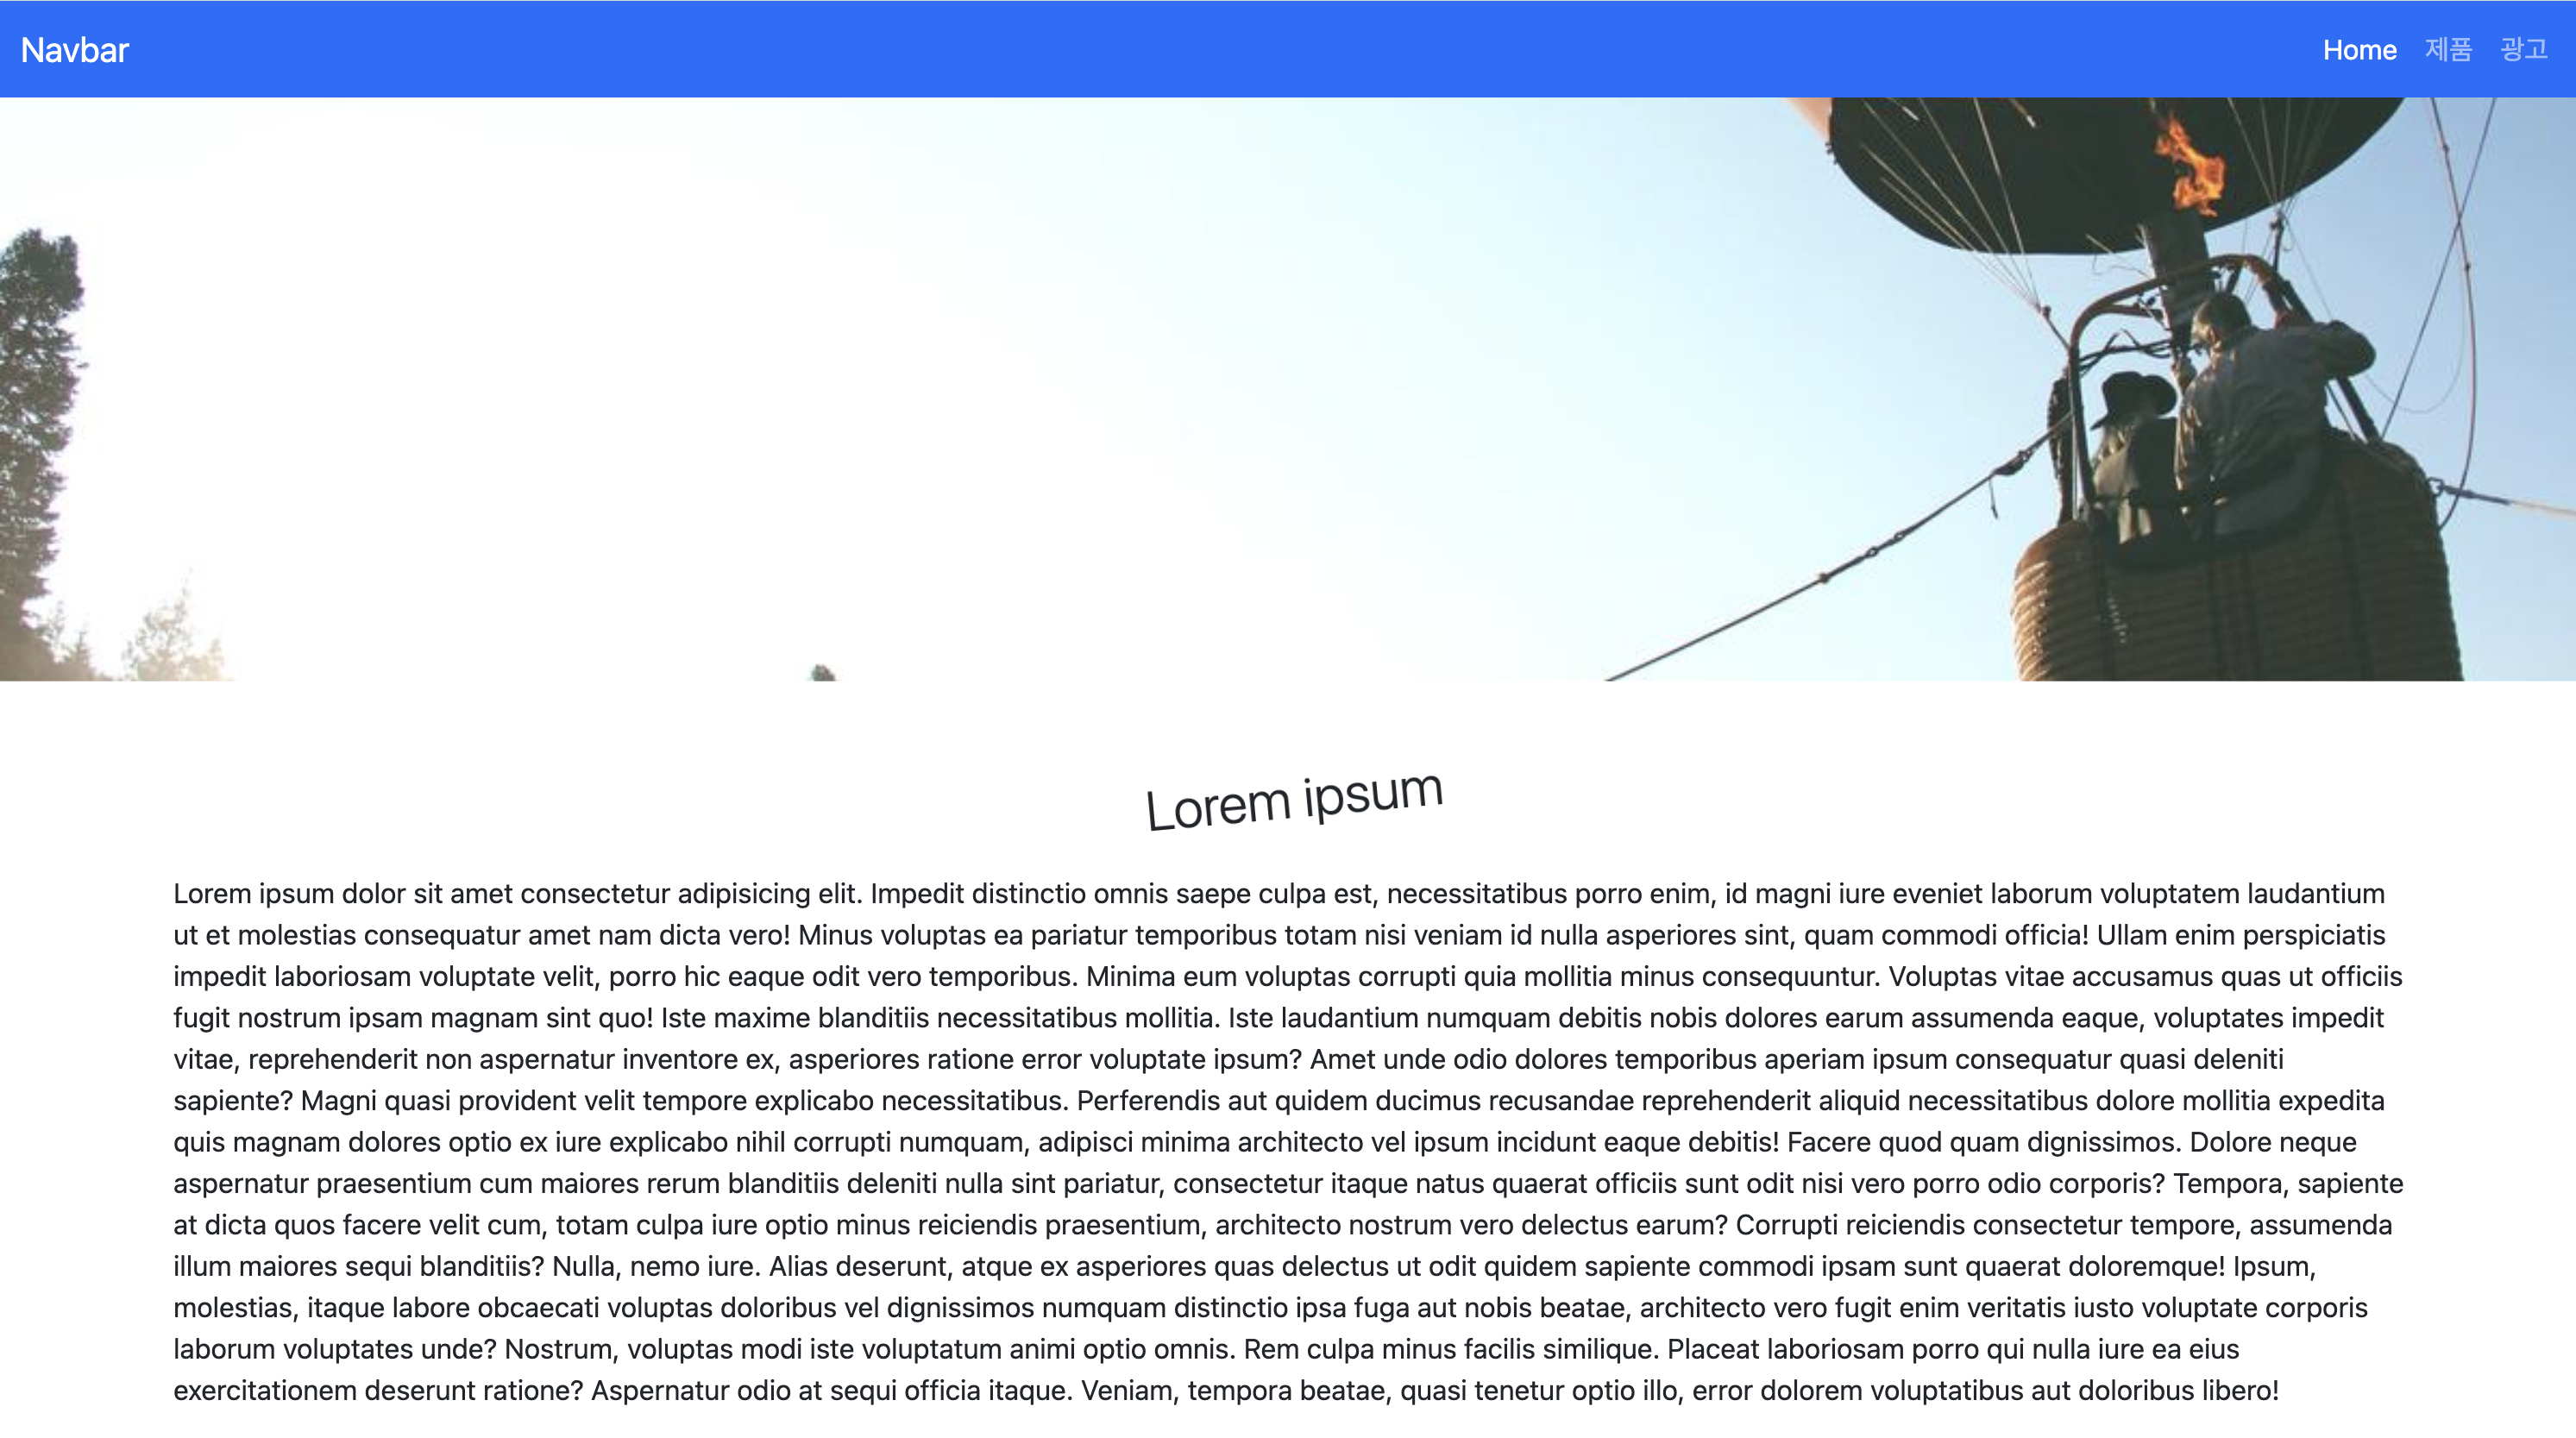 Navbar
Home 제품 광고
Lorem ipsum
Lorem ipsum dolor sit amet consectetur adipisicing elit. Impedit distinctio omnis saepe culpa est, necessitatibus porro enim, id magni iure eveniet laborum voluptatem laudantium
ut et molestias consequatur amet nam dicta vero! Minus voluptas ea pariatur temporibus totam nisi veniam id nulla asperiores sint, quam commodi officia! Ullam enim perspiciatis
impedit laboriosam voluptate velit, porro hic eaque odit vero temporibus. Minima eum voluptas corrupti quia mollitia minus consequuntur. Voluptas vitae accusamus quas ut officiis
fugit nostrum ipsam magnam sint quo! Iste maxime blanditiis necessitatibus mollitia. Iste laudantium numquam debitis nobis dolores earum assumenda eaque, voluptates impedit
vitae, reprehenderit non aspernatur inventore ex, asperiores ratione error voluptate ipsum? Amet unde odio dolores temporibus aperiam ipsum consequatur quasi deleniti
sapiente? Magni quasi provident velit tempore explicabo necessitatibus. Perferendis aut quidem ducimus recusandae reprehenderit aliquid necessitatibus dolore mollitia expedita
quis magnam dolores optio ex iure explicabo nihil corrupti numquam, adipisci minima architecto vel ipsum incidunt eaque debitis! Facere quod quam dignissimos. Dolore neque
aspernatur praesentium cum maiores rerum blanditiis deleniti nulla sint pariatur, consectetur itaque natus quaerat officiis sunt odit nisi vero porro odio corporis? Tempora, sapiente
at dicta quos facere velit cum, totam culpa iure optio minus reiciendis praesentium, architecto nostrum vero delectus earum? Corrupti reiciendis consectetur tempore, assumenda
illum maiores sequi blanditiis? Nulla, nemo iure. Alias deserunt, atque ex asperiores quas delectus ut odit quidem sapiente commodi ipsam sunt quaerat doloremque! Ipsum,
molestias, itaque labore obcaecati voluptas doloribus vel dignissimos numquam distinctio ipsa fuga aut nobis beatae, architecto vero fugit enim veritatis iusto voluptate corporis
laborum voluptates unde? Nostrum, voluptas modi iste voluptatum animi optio omnis. Rem culpa minus facilis similique. Placeat laboriosam porro qui nulla iure ea eius
exercitationem deserunt ratione? Aspernatur odio at sequi officia itaque. Veniam, tempora beatae, quasi tenetur optio illo, error dolorem voluptatibus aut doloribus libero!